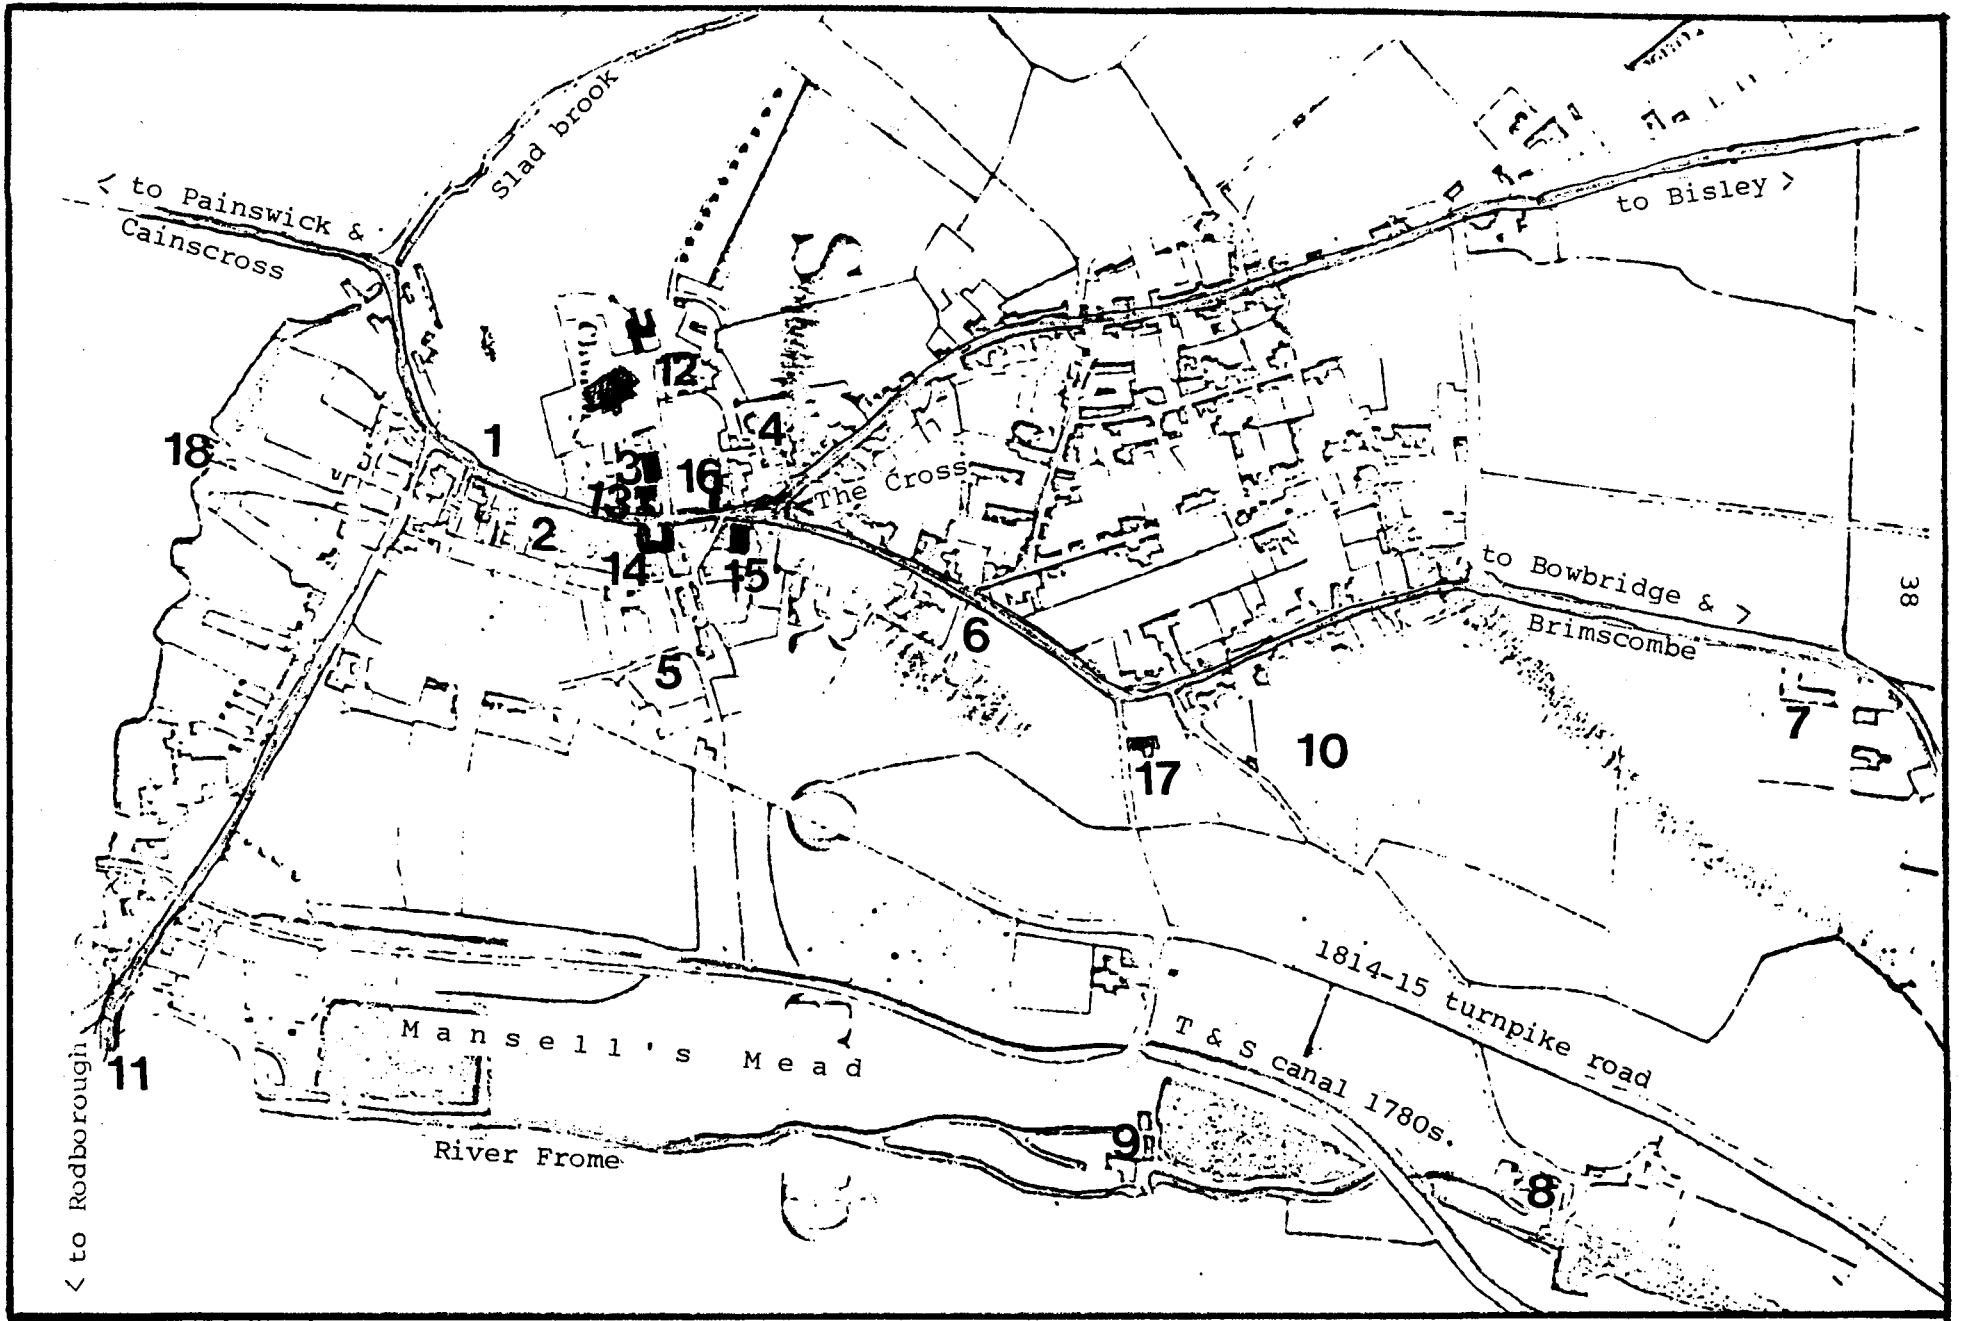 Slad brook
< to Painswick &
Cainscross
to Bisley >
12
4
18
1
3
16
13
The Cross
2
14
15
to Bowbridge & >
Brimscombe
38
6
5
7
10
17
1814-15 turnpike road
Mansell's Mead
T & S canal 1780s.
11
River Frome
9
8
< to Rodborough